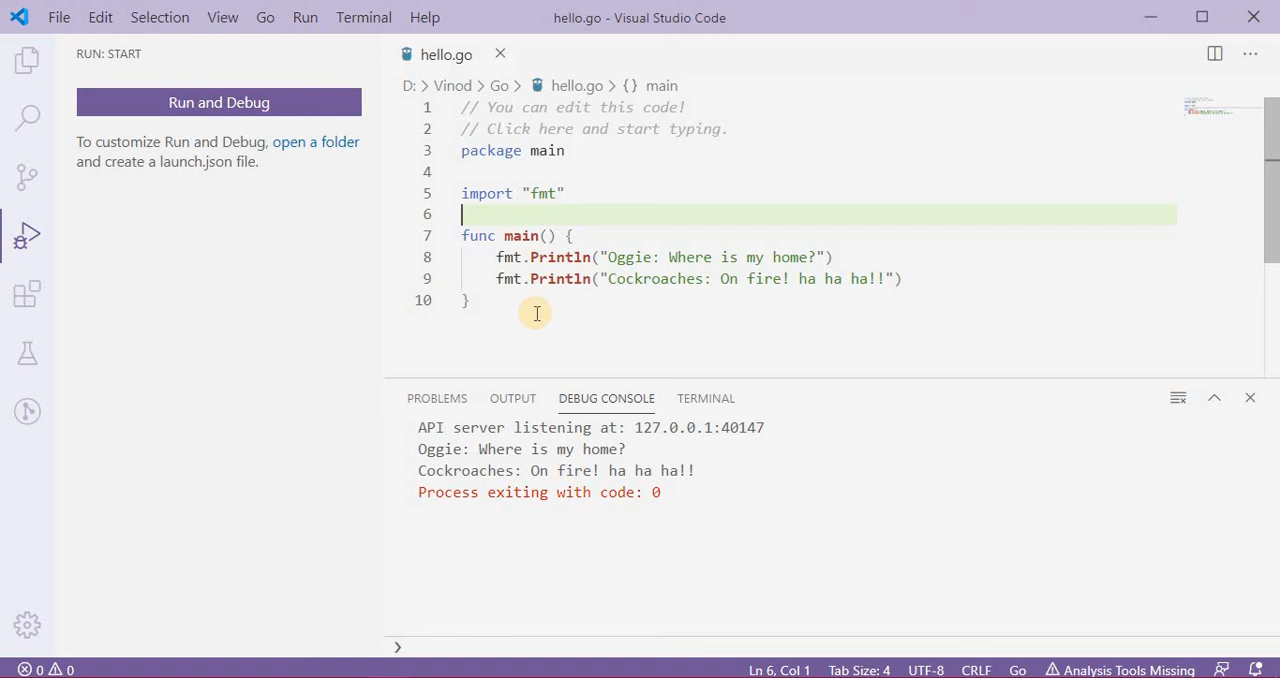 File Edit Selection View Go Run Terminal Help hello.go - Visual Studio Code
RUN: START
Run and Debug
To customize Run and Debug, open a folder
and create a launch.json file.
hello.go
D: > Vinod > Go > hello.go > {} main
1 // You can edit this code!
2 // Click here and start typing.
3 package main
4
5 import "fmt"
6
7 func main() {
8 fmt.Println("Oggie: Where is my home?")
9 fmt.Println("Cockroaches: On fire! ha ha ha!!")
10 }
PROBLEMS OUTPUT DEBUG CONSOLE TERMINAL
API server listening at: 127.0.0.1:40147
Oggie: Where is my home?
Cockroaches: On fire! ha ha ha!!
Process exiting with code: 0
0 0 Ln 6, Col 1 Tab Size: 4 UTF-8 CRLF Go Analysis Tools Missing